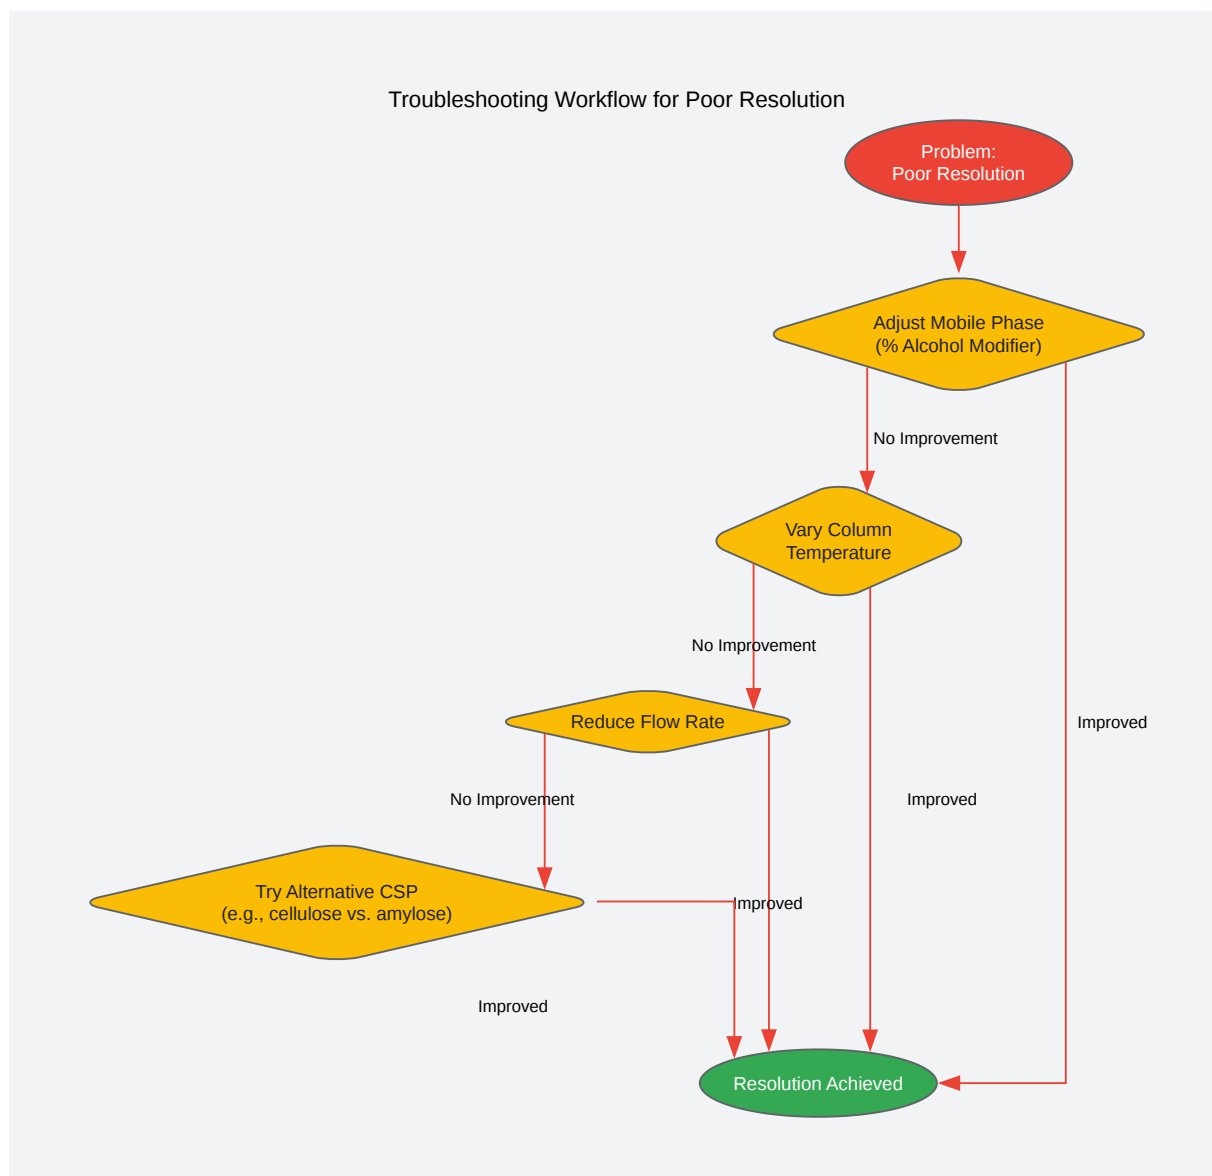 Troubleshooting Workflow for Poor Resolution
Problem:
Poor Resolution
Adjust Mobile Phase
(% Alcohol Modifier)
No Improvement
Vary Column
Temperature
No Improvement
Reduce Flow Rate
Improved
No Improvement
Improved
Try Alternative CSP
(e.g., cellulose vs. amylose)
Improved
Improved
Resolution Achieved